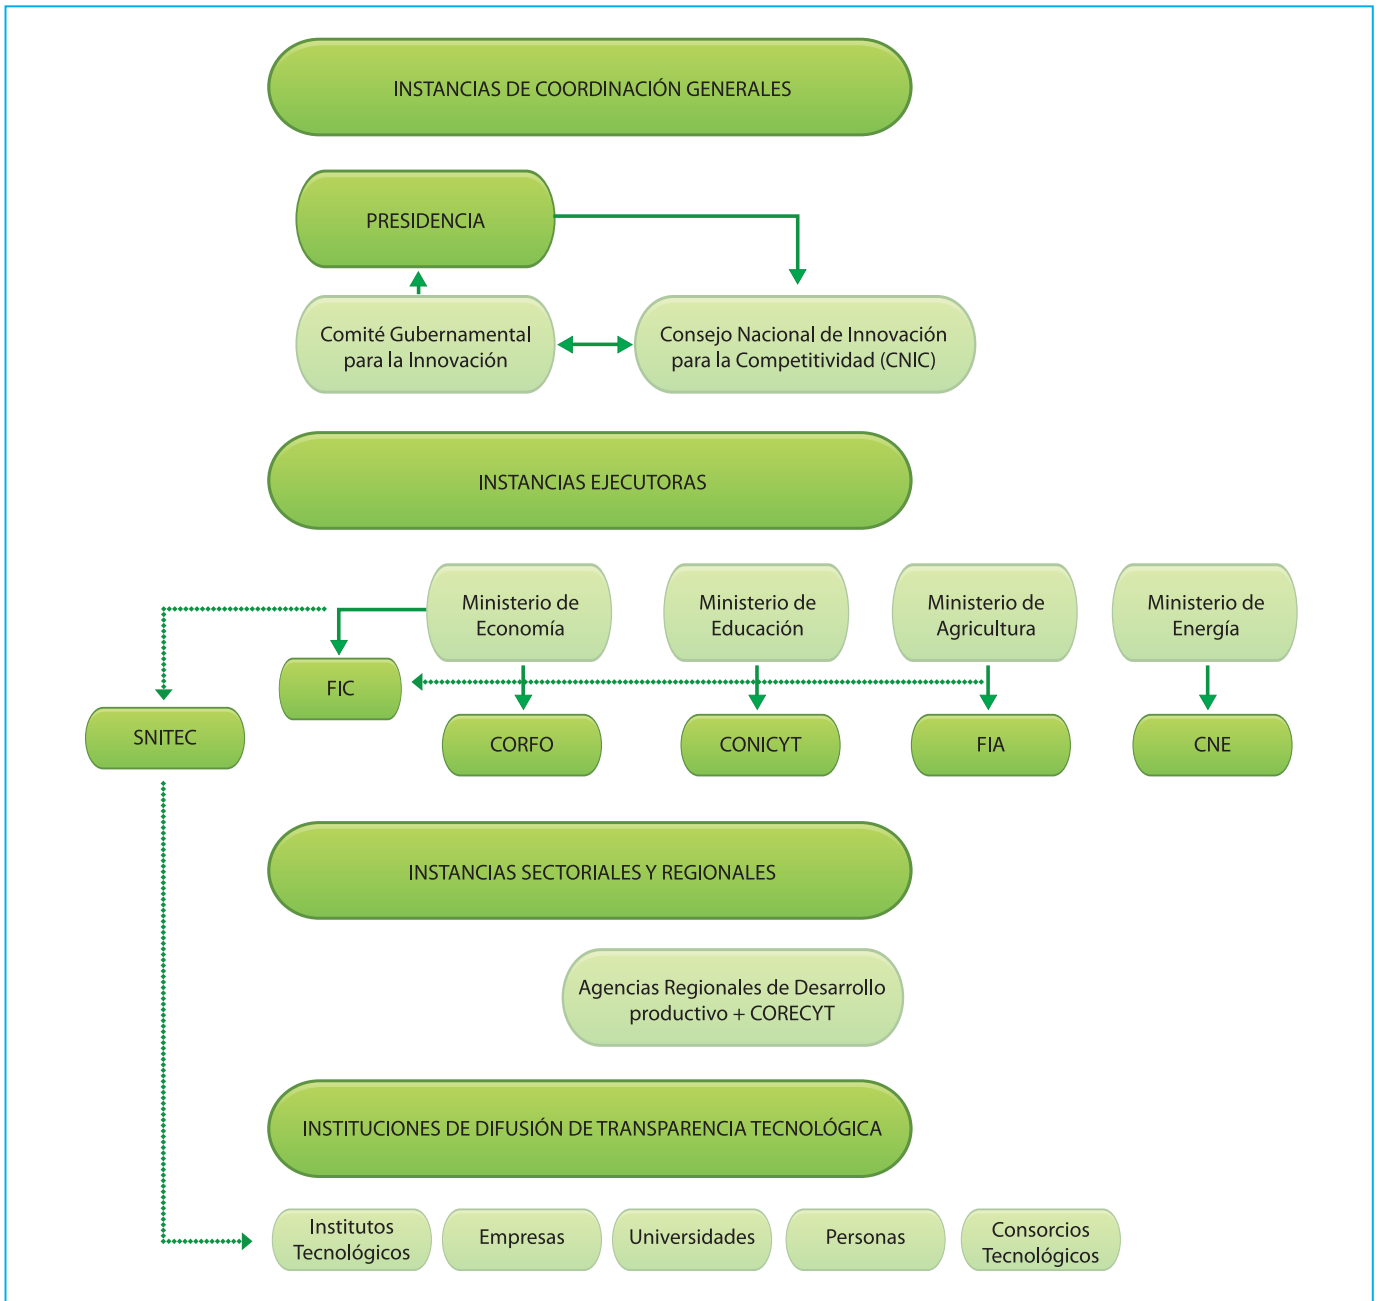 INSTANCIAS DE COORDINACIÓN GENERALES
PRESIDENCIA
Comité Gubernamental
para la Innovación
Consejo Nacional de Innovación
para la Competitividad (CNIC)
INSTANCIAS EJECUTORAS
Ministerio de
Economía
Ministerio de
Educación
Ministerio de
Agricultura
Ministerio de
Energía
FIC
SNITEC
CORFO
CONICYT
FIA
CNE
INSTANCIAS SECTORIALES Y REGIONALES
Agencias Regionales de Desarrollo
productivo + CORECYT
INSTITUCIONES DE DIFUSIÓN DE TRANSPARENCIA TECNOLÓGICA
Institutos
Tecnológicos
Empresas
Universidades
Personas
Consorcios
Tecnológicos